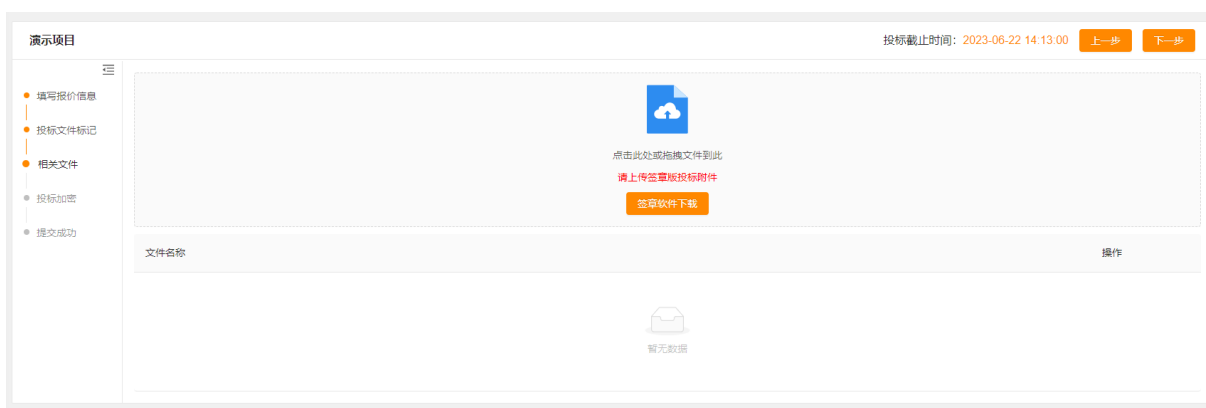 演示项目
投标截止时间：2023-06-22 14:13:00 上一步 下一步
填写报价信息
投标文件标记
相关文件
投标加密
提交成功
点击此处或拖拽文件到此
请上传签章版投标附件
签章软件下载
文件名称 操作
暂无数据